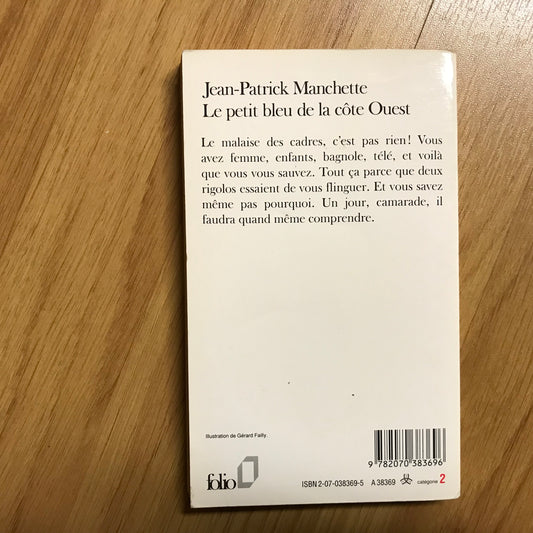 Jean-Patrick Manchette
Le petit bleu de la côte Ouest
Le malaise des cadres, c'est pas rien! Vous
avez femme, enfants, bagnole, télé, et voilà
que vous vous sauvez. Tout ça parce que deux
rigolos essaient de vous flinguer. Et vous savez
même pas pourquoi. Un jour, camarade, il
faudra quand même comprendre.
Illustration de Gérard Failly.
9 782070 383696
folio
ISBN 2-07-038369-5 A 38369 catégorie 2